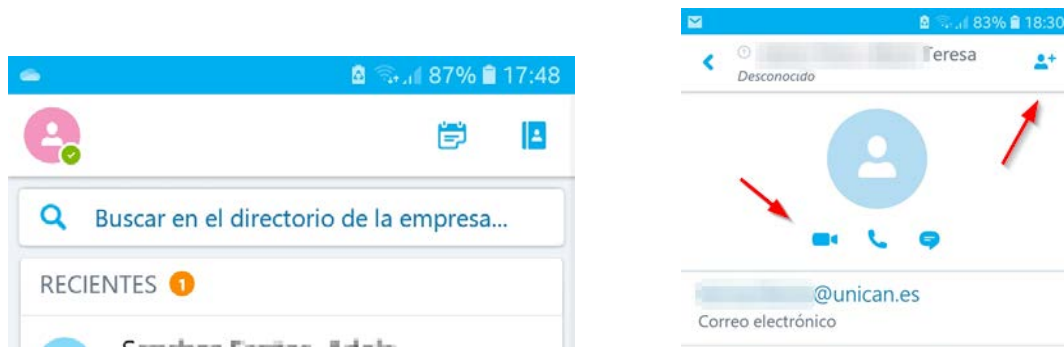 87% 17:48
Buscar en el directorio de la empresa...
RECIENTES 1
83% 18:30
Teresa
Desconocido
@unican.es
Correo electrónico